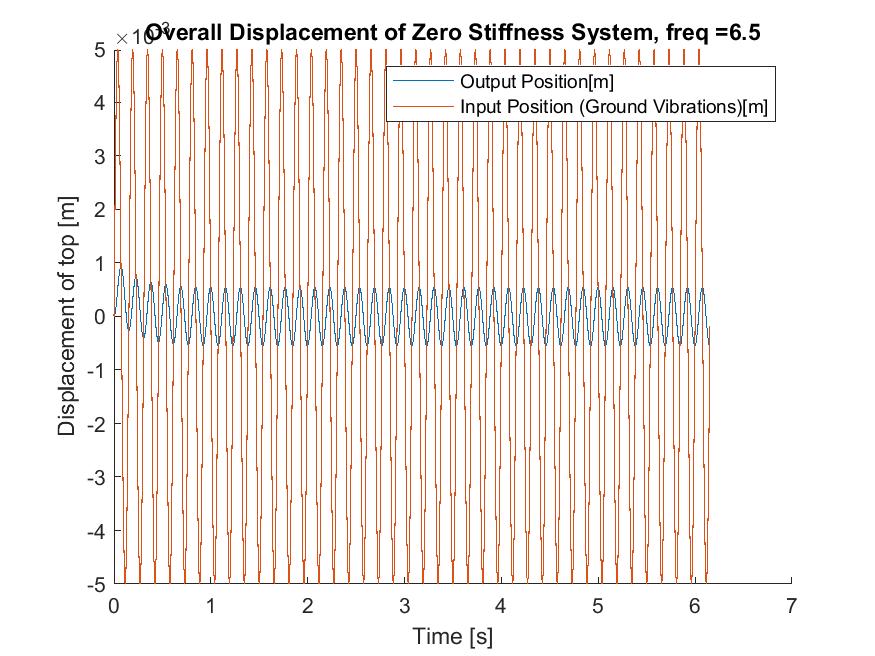 Overall Displacement of Zero Stiffness System, freq =6.5
×10-3
5
4
3
2
1
0
-1
-2
-3
-4
-5
Displacement of top [m]
Output Position[m]
Input Position (Ground Vibrations)[m]
0 1 2 3 4 5 6 7
Time [s]